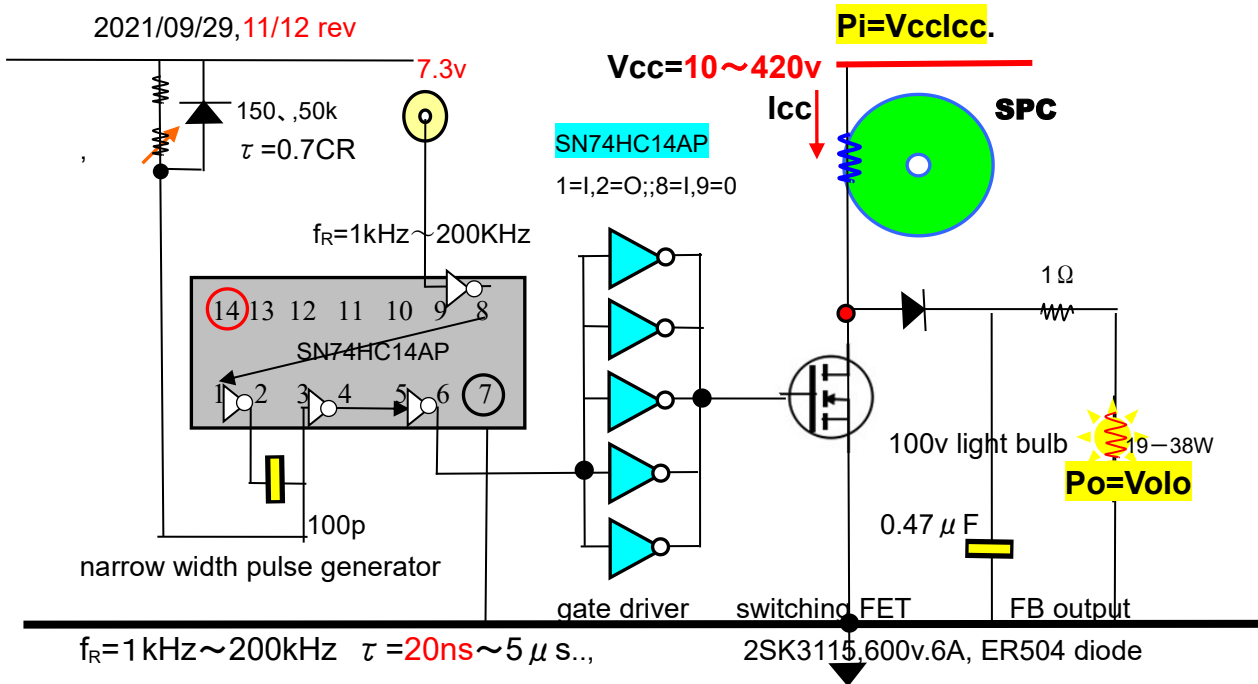 2021/09/29,11/12 rev
Pi=VccIcc.
Vcc=10～420v
7.3v
Icc
SPC
150、,50k
τ=0.7CR
,
SN74HC14AP
1=I,2=O;;8=I,9=0
fR=1kHz～200KHz
1Ω
14 13 12 11 10 9 8
SN74HC14AP
1 2 3 4 5 6 7
100v light bulb
19－38W
Po=VoIo
100p
0.47μF
narrow width pulse generator
gate driver
switching FET
FB output
fR=1kHz～200kHz τ=20ns～5μs..,
2SK3115,600v.6A, ER504 diode